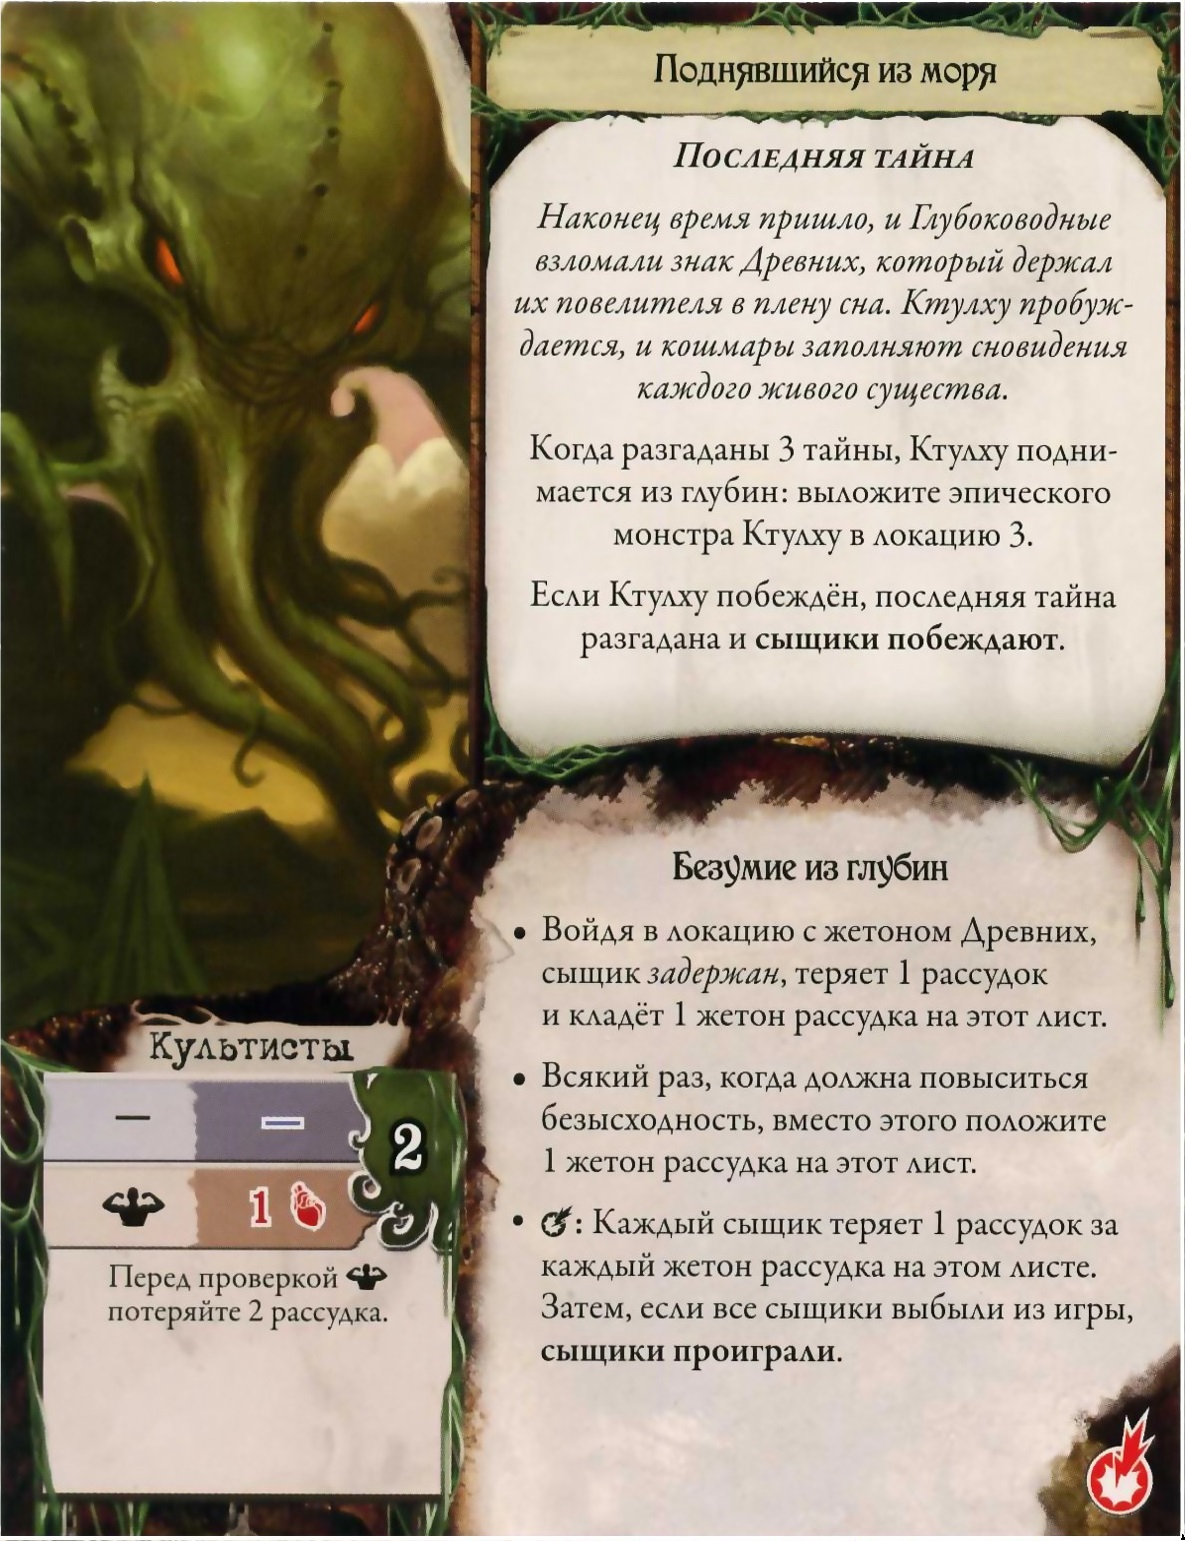 Поднявшийся из моря
Последняя тайна
Наконец время пришло, и Глубоководные
взломали знак Древних, который держал
их повелителя в плену сна. Ктулху пробуж-
дается, и кошмары заполняют сновидения
каждого живого существа.
Когда разгаданы 3 тайны, Ктулху подни-
мается из глубин: выложите эпического
монстра Ктулху в локацию 3.
Если Ктулху побеждён, последняя тайна
разгадана и сыщики побеждают.
Безумие из глубин
• Войдя в локацию с жетоном Древних,
сыщик задержан, теряет 1 рассудок
и кладёт 1 жетон рассудка на этот лист.
• Всякий раз, когда должна повыситься
безысходность, вместо этого положите
1 жетон рассудка на этот лист.
• : Каждый сыщик теряет 1 рассудок за
каждый жетон рассудка на этом листе.
Затем, если все сыщики выбыли из игры,
сыщики проиграли.
Культисты
— —
2
1
Перед проверкой
потеряйте 2 рассудка.